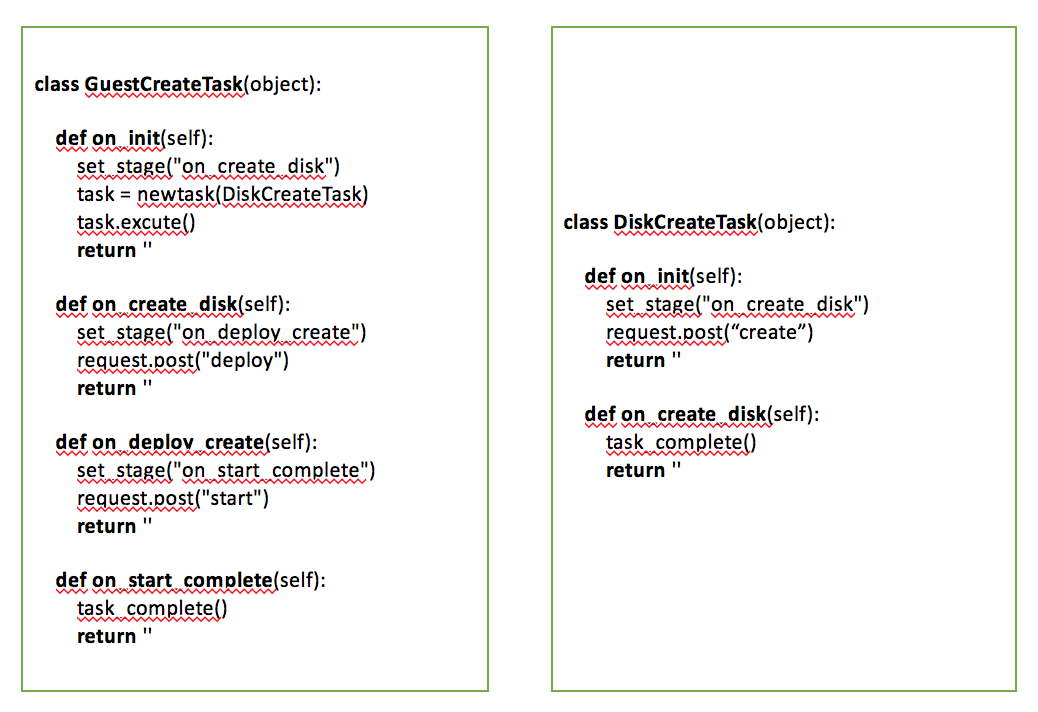 class GuestCreateTask(object):
def on_init(self):
set_stage("on_create_disk")
task = newtask(DiskCreateTask)
task.excute()
return ''
def on_create_disk(self):
set_stage("on_deploy_create")
request.post("deploy")
return ''
def on_deploy_create(self):
set_stage("on_start_complete")
request.post("start")
return ''
def on_start_complete(self):
task_complete()
return ''
class DiskCreateTask(object):
def on_init(self):
set_stage("on_create_disk")
request.post(“create”)
return ''
def on_create_disk(self):
task_complete()
return ''